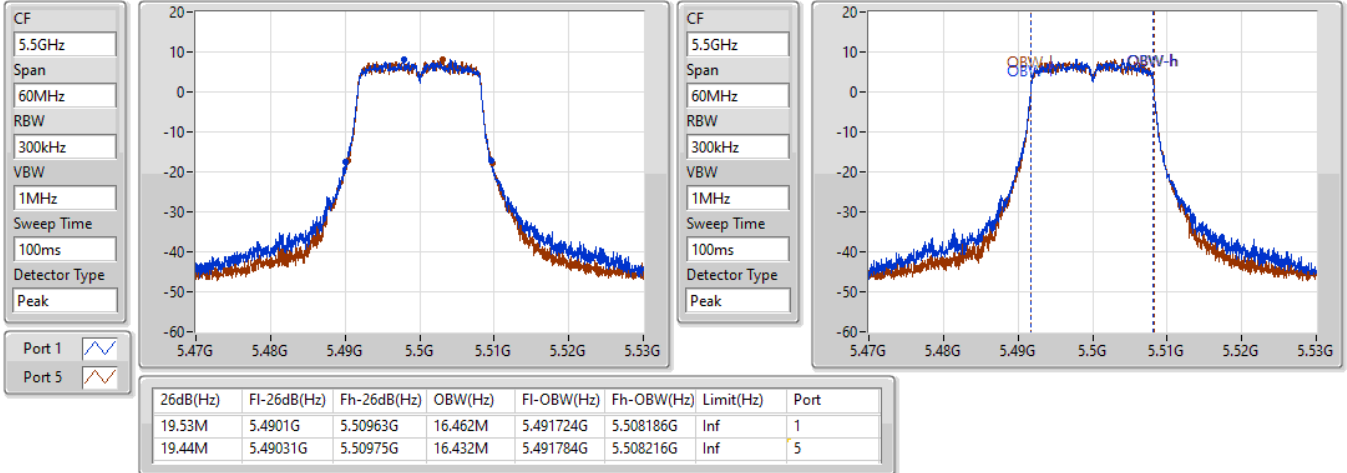 CF
5.5GHz
Span
60MHz
RBW
300kHz
VBW
1MHz
Sweep Time
100ms
Detector Type
Peak
Port 1
Port 5
20
10
0
-10
-20
-30
-40
-50
-60
5.47G 5.48G 5.49G 5.5G 5.51G 5.52G 5.53G
CF
5.5GHz
Span
60MHz
RBW
300kHz
VBW
1MHz
Sweep Time
100ms
Detector Type
Peak
20
10
0
-10
-20
-30
-40
-50
-60
OBW-h
5.47G 5.48G 5.49G 5.5G 5.51G 5.52G 5.53G
26dB(Hz) Fl-26dB(Hz) Fh-26dB(Hz) OBW(Hz) Fl-OBW(Hz) Fh-OBW(Hz) Limit(Hz) Port
19.53M 5.4901G 5.50963G 16.462M 5.491724G 5.508186G Inf 1
19.44M 5.49031G 5.50975G 16.432M 5.491784G 5.508216G Inf 5